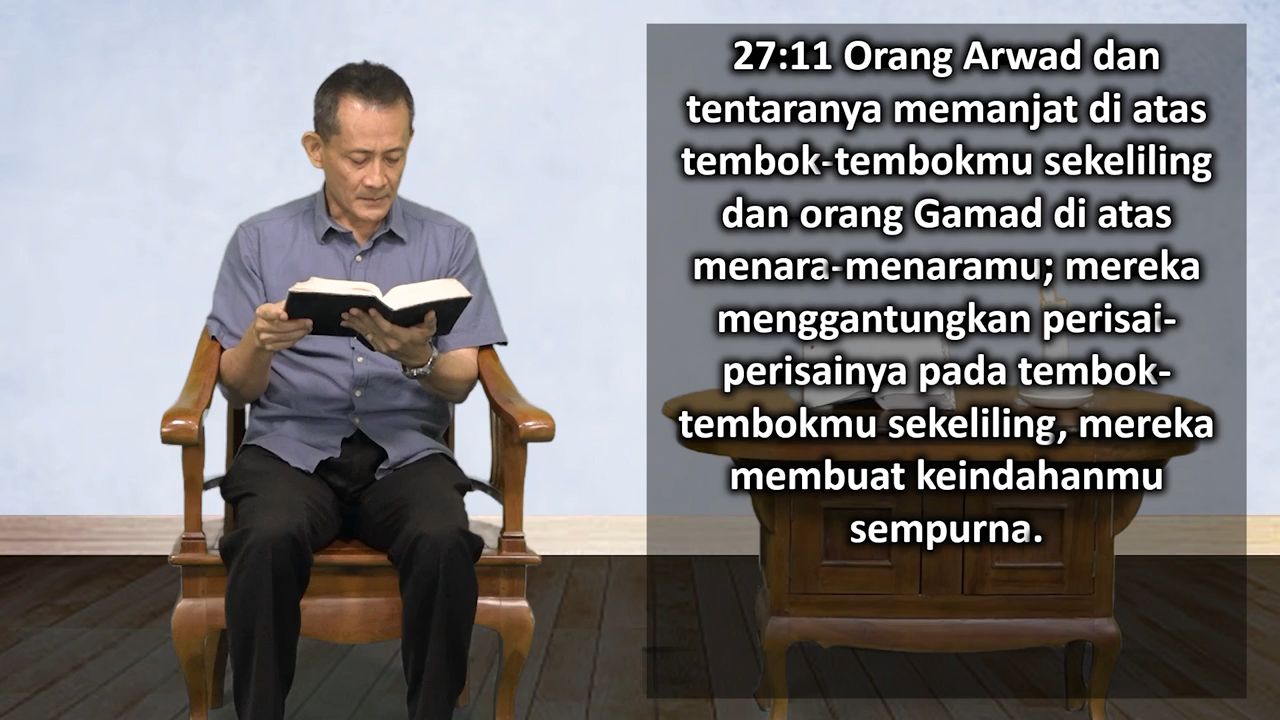 27:11 Orang Arwad dan
tentaranya memanjat di atas
tembok-tembokmu sekeliling
dan orang Gamad di atas
menara-menaramu; mereka
menggantungkan perisai-
perisainya pada tembok-
tembokmu sekeliling, mereka
membuat keindahanmu
sempurna.